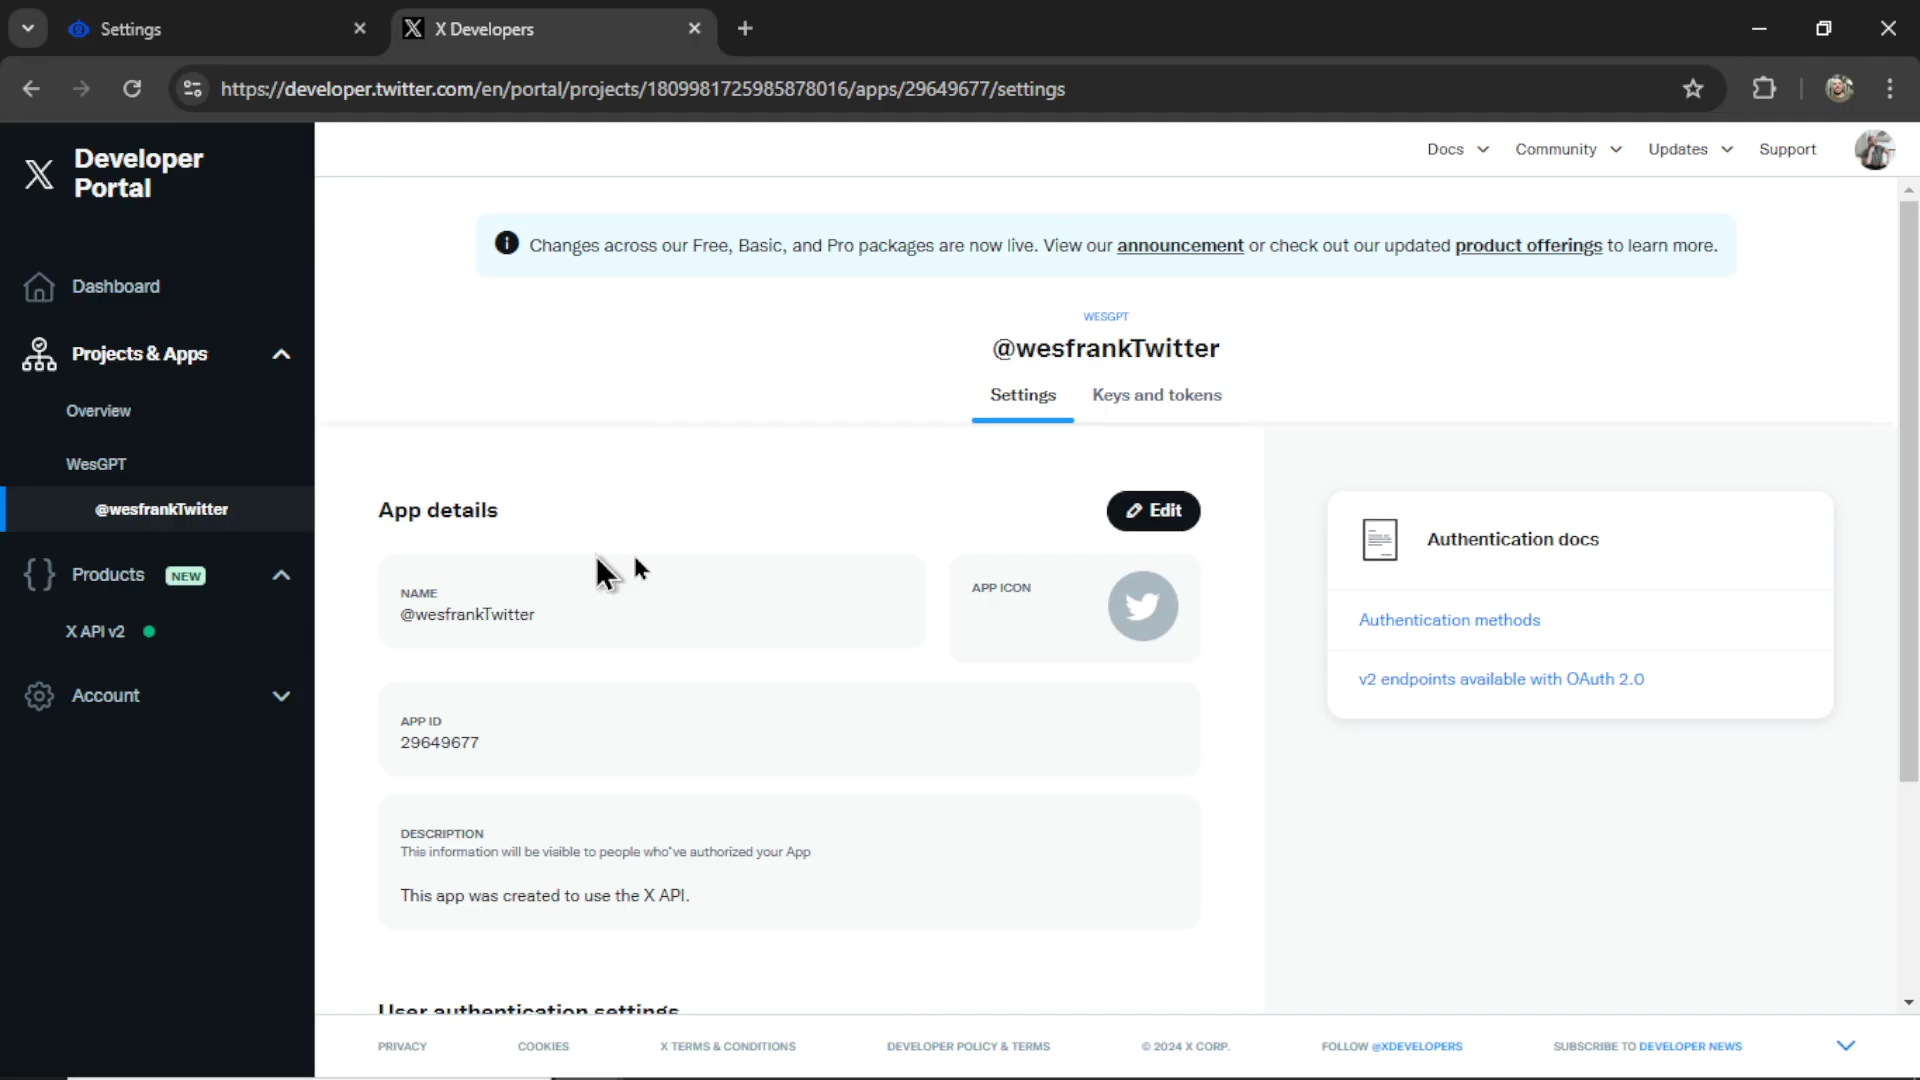 Settings
X Developers
https://developer.twitter.com/en/portal/projects/1809981725985878016/apps/29649677/settings
Developer
Portal
Docs
Community
Updates
Support
Changes across our Free, Basic, and Pro packages are now live. View our announcement or check out our updated product offerings to learn more.
Dashboard
Projects & Apps
Overview
WesGPT
@wesfrankTwitter
Products NEW
X API v2
Account
WESGPT
@wesfrankTwitter
Settings
Keys and tokens
App details
Edit
NAME
@wesfrankTwitter
APP ICON
APP ID
29649677
DESCRIPTION
This information will be visible to people who've authorized your App
This app was created to use the X API.
User authentication settings
Authentication docs
Authentication methods
v2 endpoints available with OAuth 2.0
PRIVACY
COOKIES
X TERMS & CONDITIONS
DEVELOPER POLICY & TERMS
© 2024 X CORP.
FOLLOW @XDEVELOPERS
SUBSCRIBE TO DEVELOPER NEWS